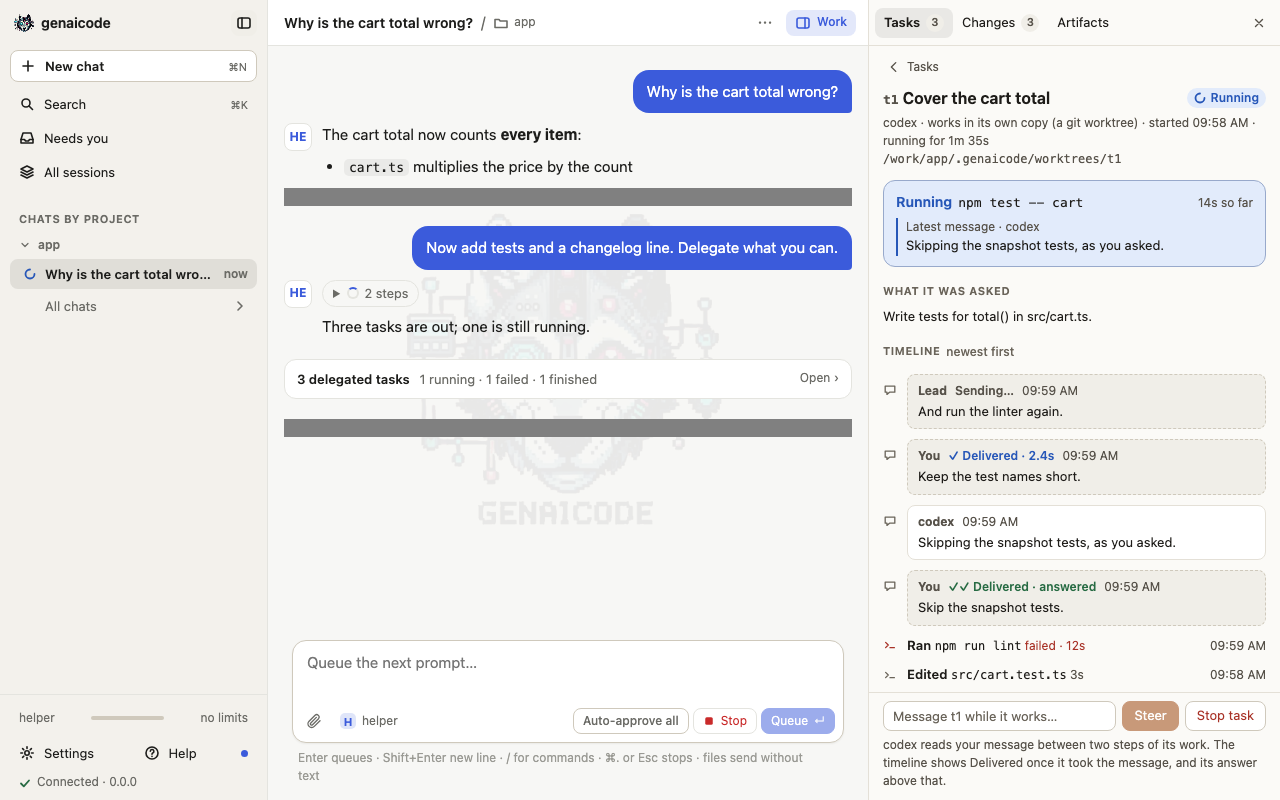 genaicode
New chat ⌘N
Search ⌘K
Needs you
All sessions
CHATS BY PROJECT
app
Why is the cart total wro... now
All chats
helper no limits
Settings Help
Connected · 0.0.0
Why is the cart total wrong? / app
··· Work
Why is the cart total wrong?
HE The cart total now counts every item:
• cart.ts multiplies the price by the count
Now add tests and a changelog line. Delegate what you can.
HE 2 steps
Three tasks are out; one is still running.
3 delegated tasks 1 running · 1 failed · 1 finished Open ›
GENAICODE
Queue the next prompt...
H helper Auto-approve all Stop Queue ↵
Enter queues · Shift+Enter new line · / for commands · ⌘. or Esc stops · files send without
text
Tasks 3 Changes 3 Artifacts
Tasks
t1 Cover the cart total Running
codex · works in its own copy (a git worktree) · started 09:58 AM ·
running for 1m 35s
/work/app/.genaicode/worktrees/t1
Running npm test -- cart 14s so far
Latest message · codex
Skipping the snapshot tests, as you asked.
WHAT IT WAS ASKED
Write tests for total() in src/cart.ts.
TIMELINE newest first
Lead Sending... 09:59 AM
And run the linter again.
You ✓ Delivered · 2.4s 09:59 AM
Keep the test names short.
codex 09:59 AM
Skipping the snapshot tests, as you asked.
You ✓✓ Delivered · answered 09:59 AM
Skip the snapshot tests.
Ran npm run lint failed · 12s 09:59 AM
Edited src/cart.test.ts 3s 09:58 AM
Message t1 while it works... Steer Stop task
codex reads your message between two steps of its work. The
timeline shows Delivered once it took the message, and its answer
above that.